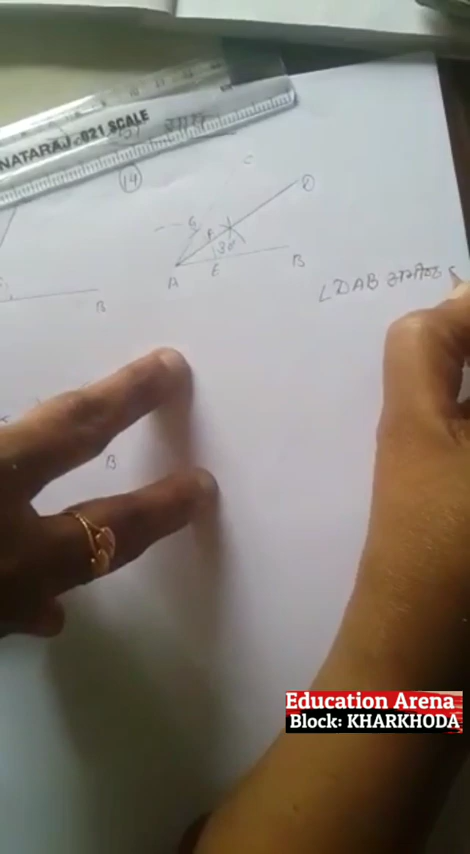 NATARAJ 621 SCALE
14
C
D
G
F
30°
A
E
B
B
∠DAB अभीष्ट
B
Education Arena
Block: KHARKHODA